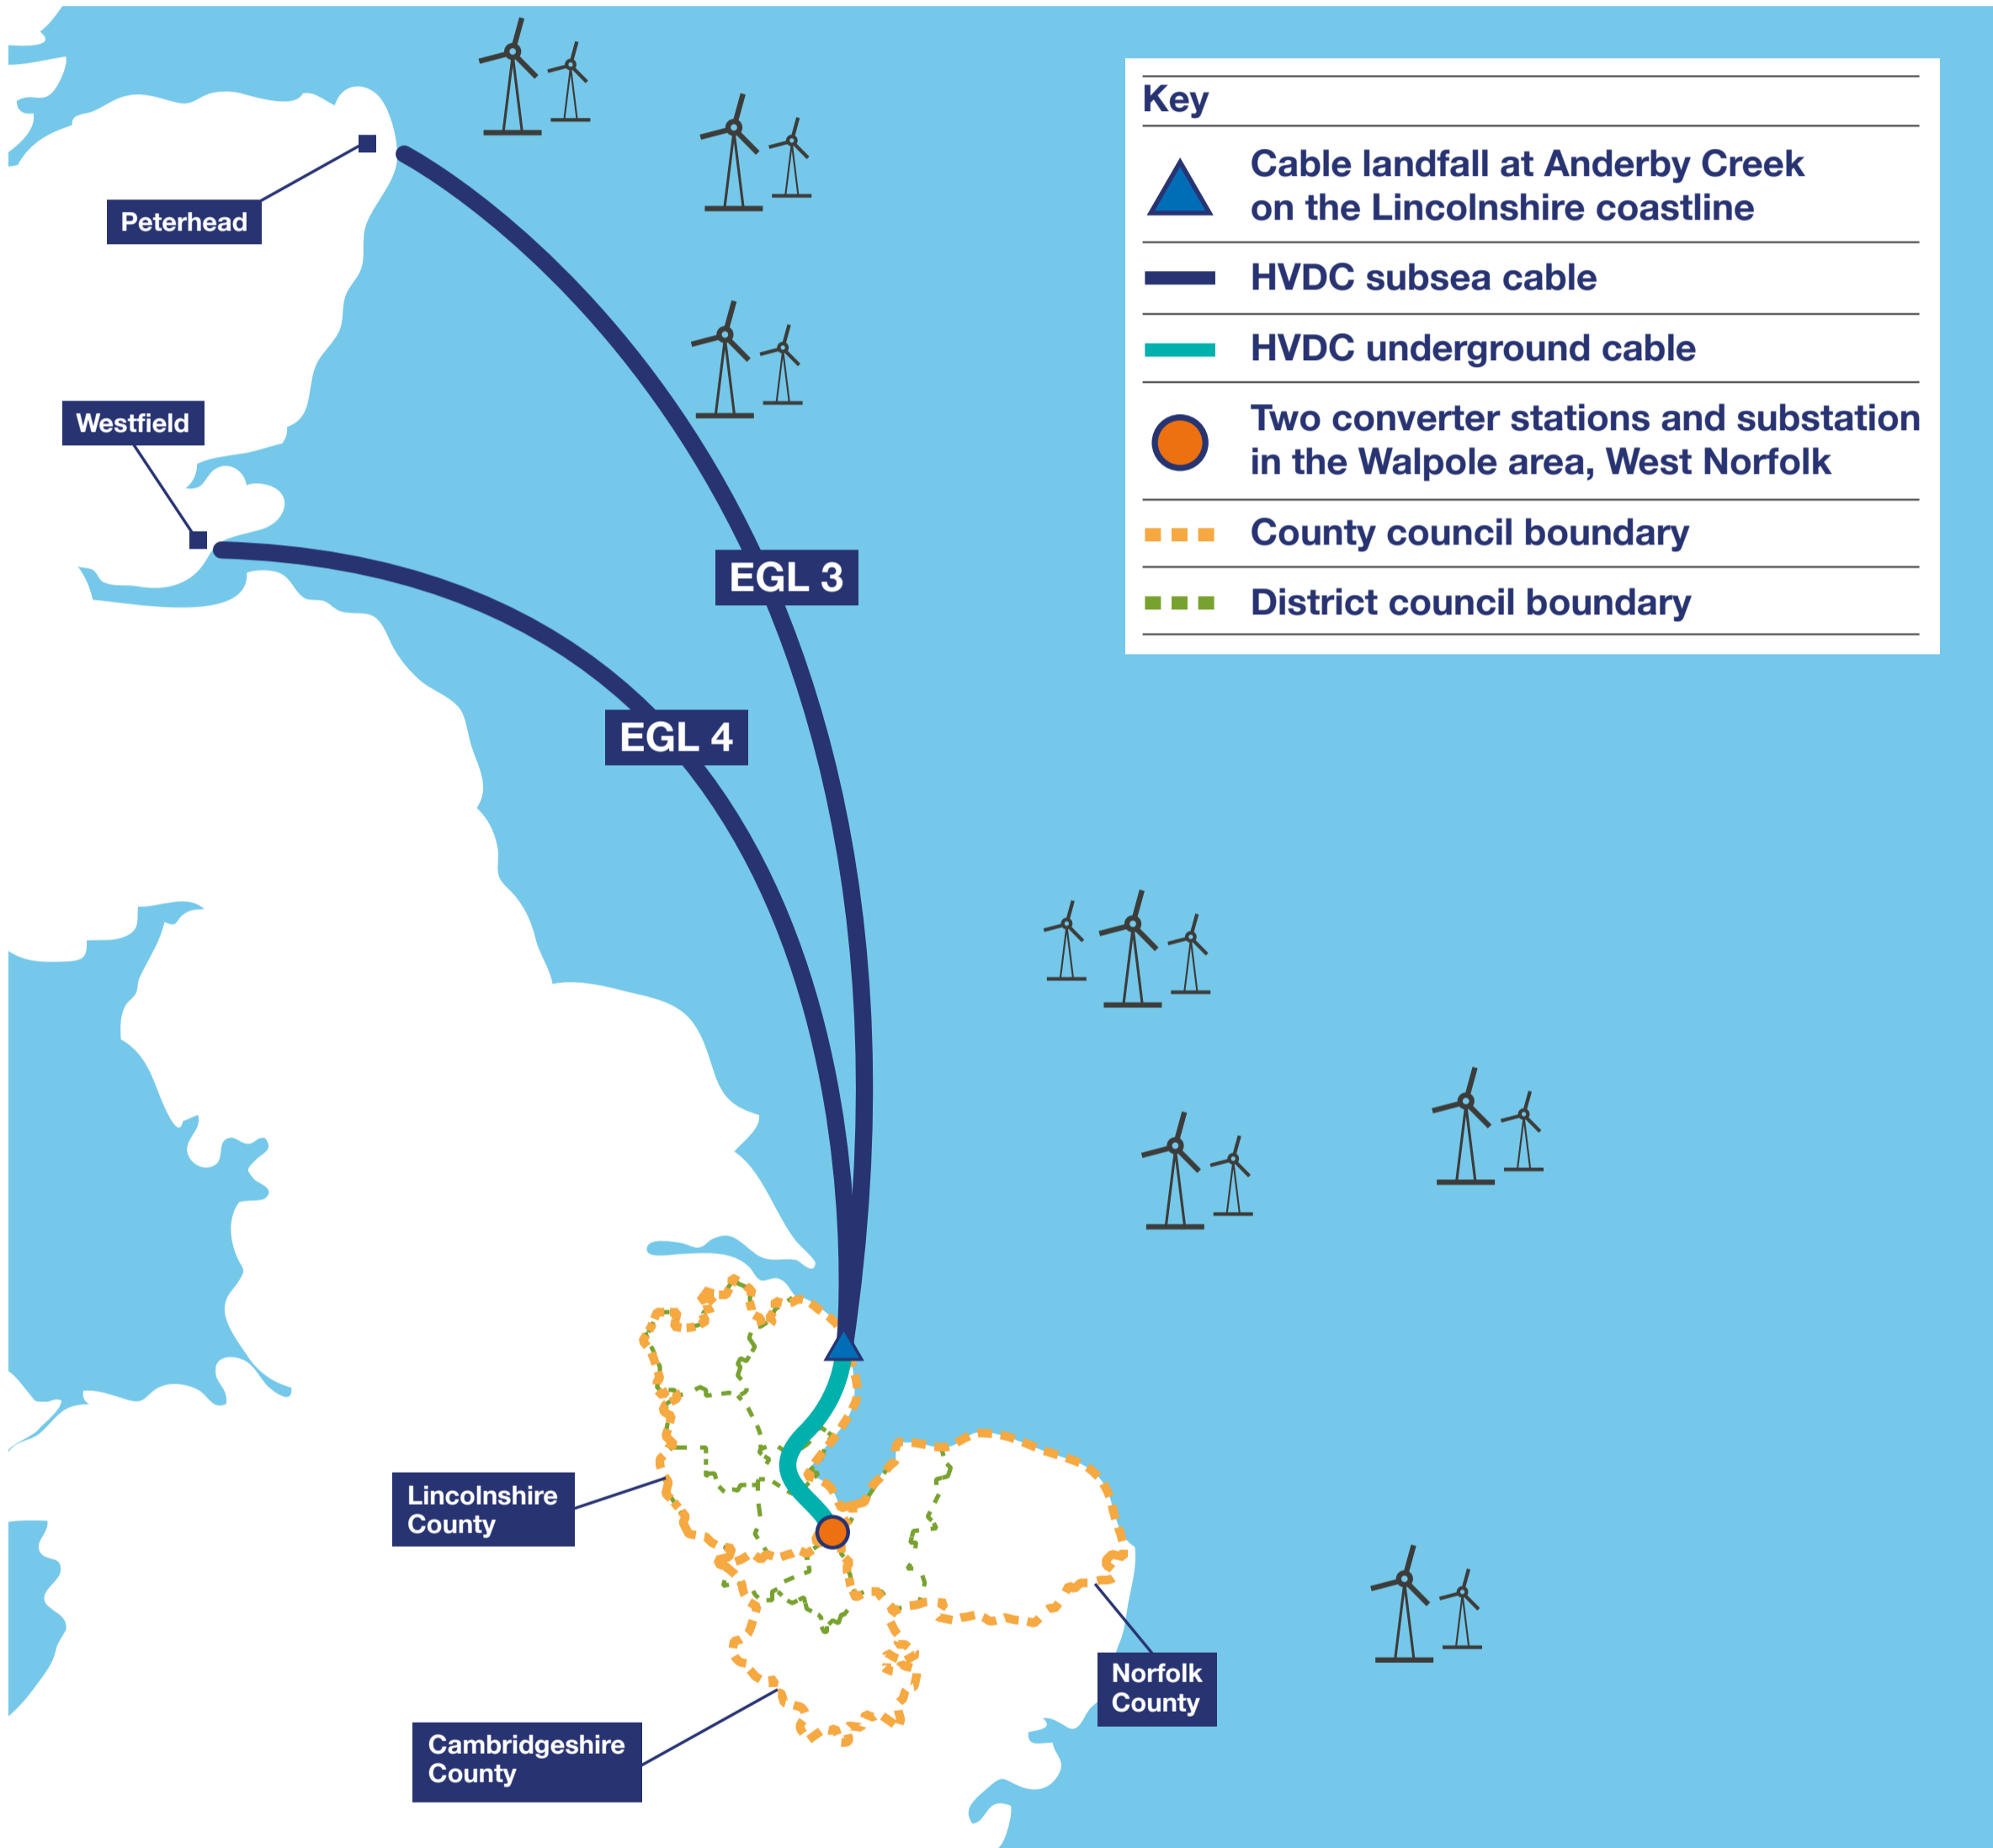 Key
Cable landfall at Anderby Creek
on the Lincolnshire coastline
HVDC subsea cable
HVDC underground cable
Two converter stations and substation
in the Walpole area, West Norfolk
County council boundary
District council boundary
Peterhead
Westfield
EGL 3
EGL 4
Lincolnshire
County
Norfolk
County
Cambridgeshire
County